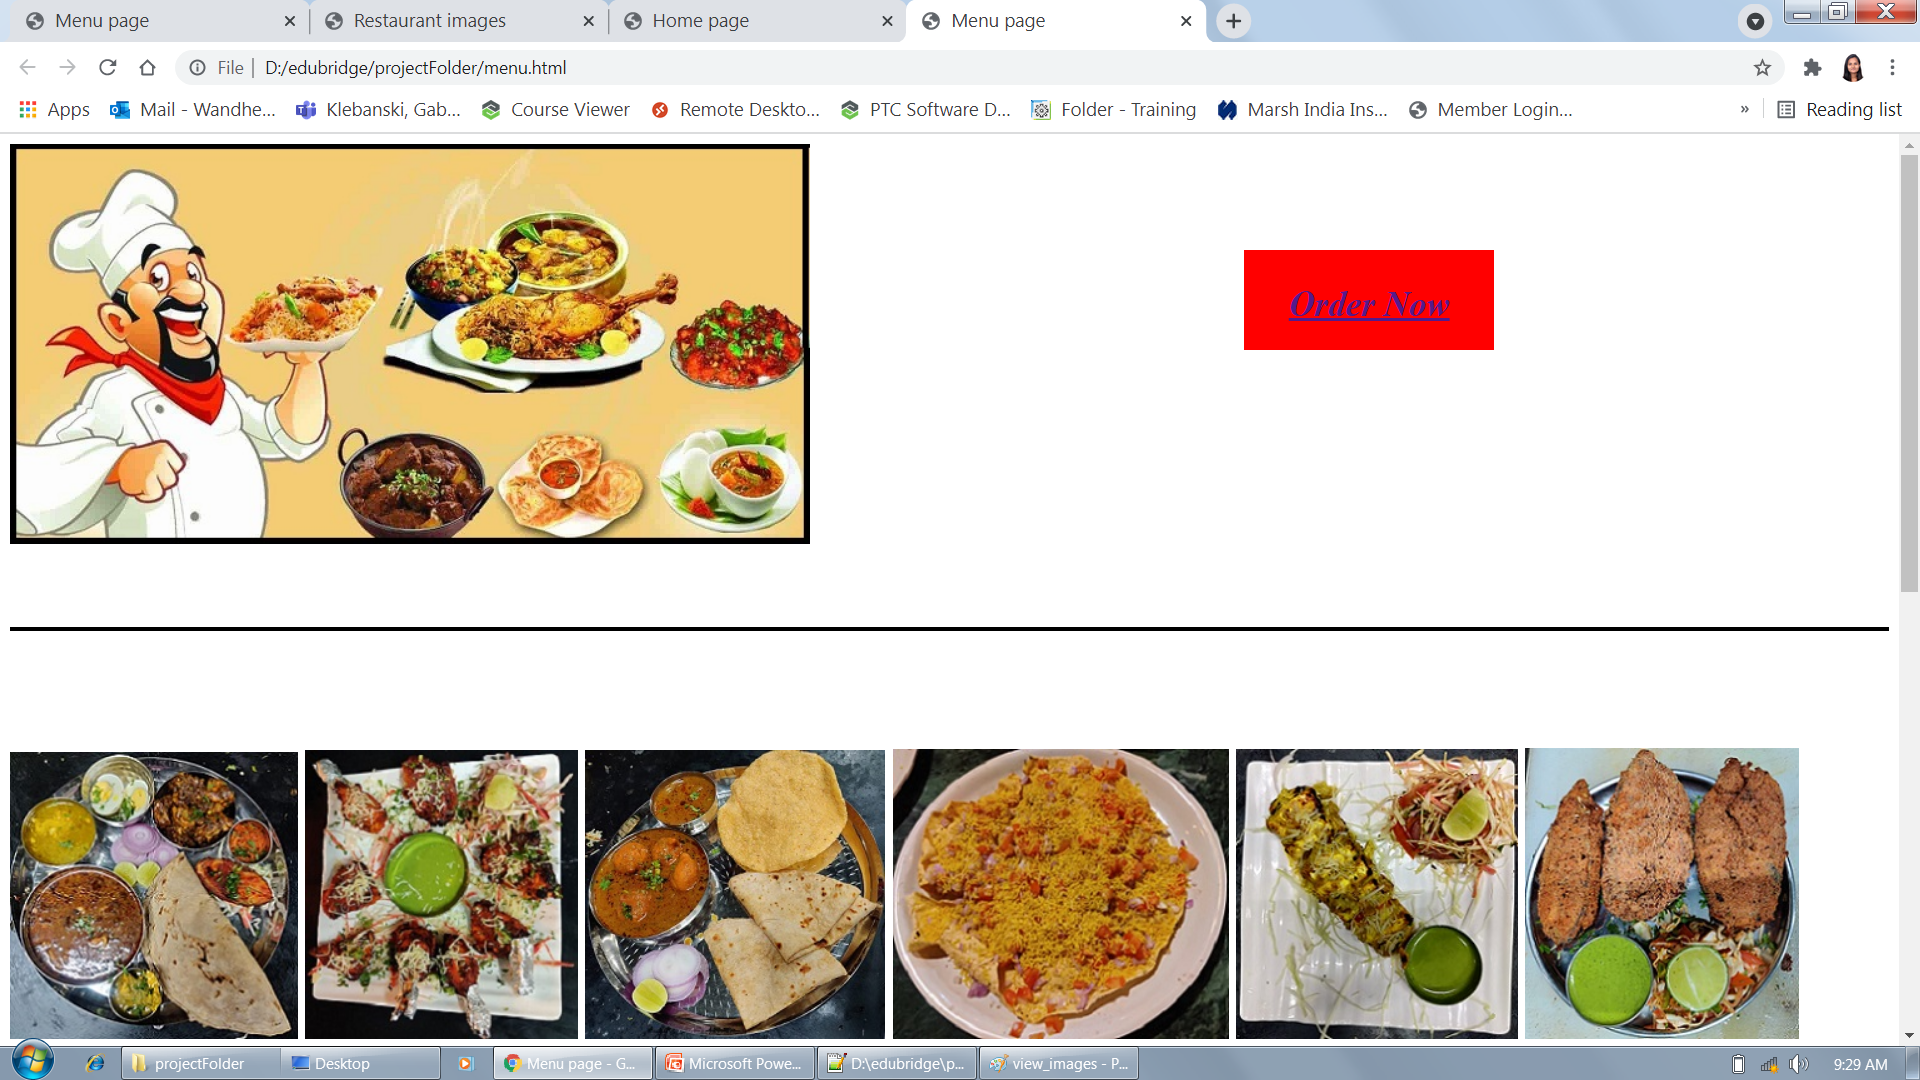 Menu page
Restaurant images
Home page
Menu page
File | D:/edubridge/projectFolder/menu.html
Apps
Mail - Wandhe...
Klebanski, Gab...
Course Viewer
Remote Deskto...
PTC Software D...
Folder - Training
Marsh India Ins...
Member Login...
»
Reading list
Order Now
projectFolder
Desktop
Menu page - G...
Microsoft Powe...
D:\edubridge\p...
view_images - P...
9:29 AM